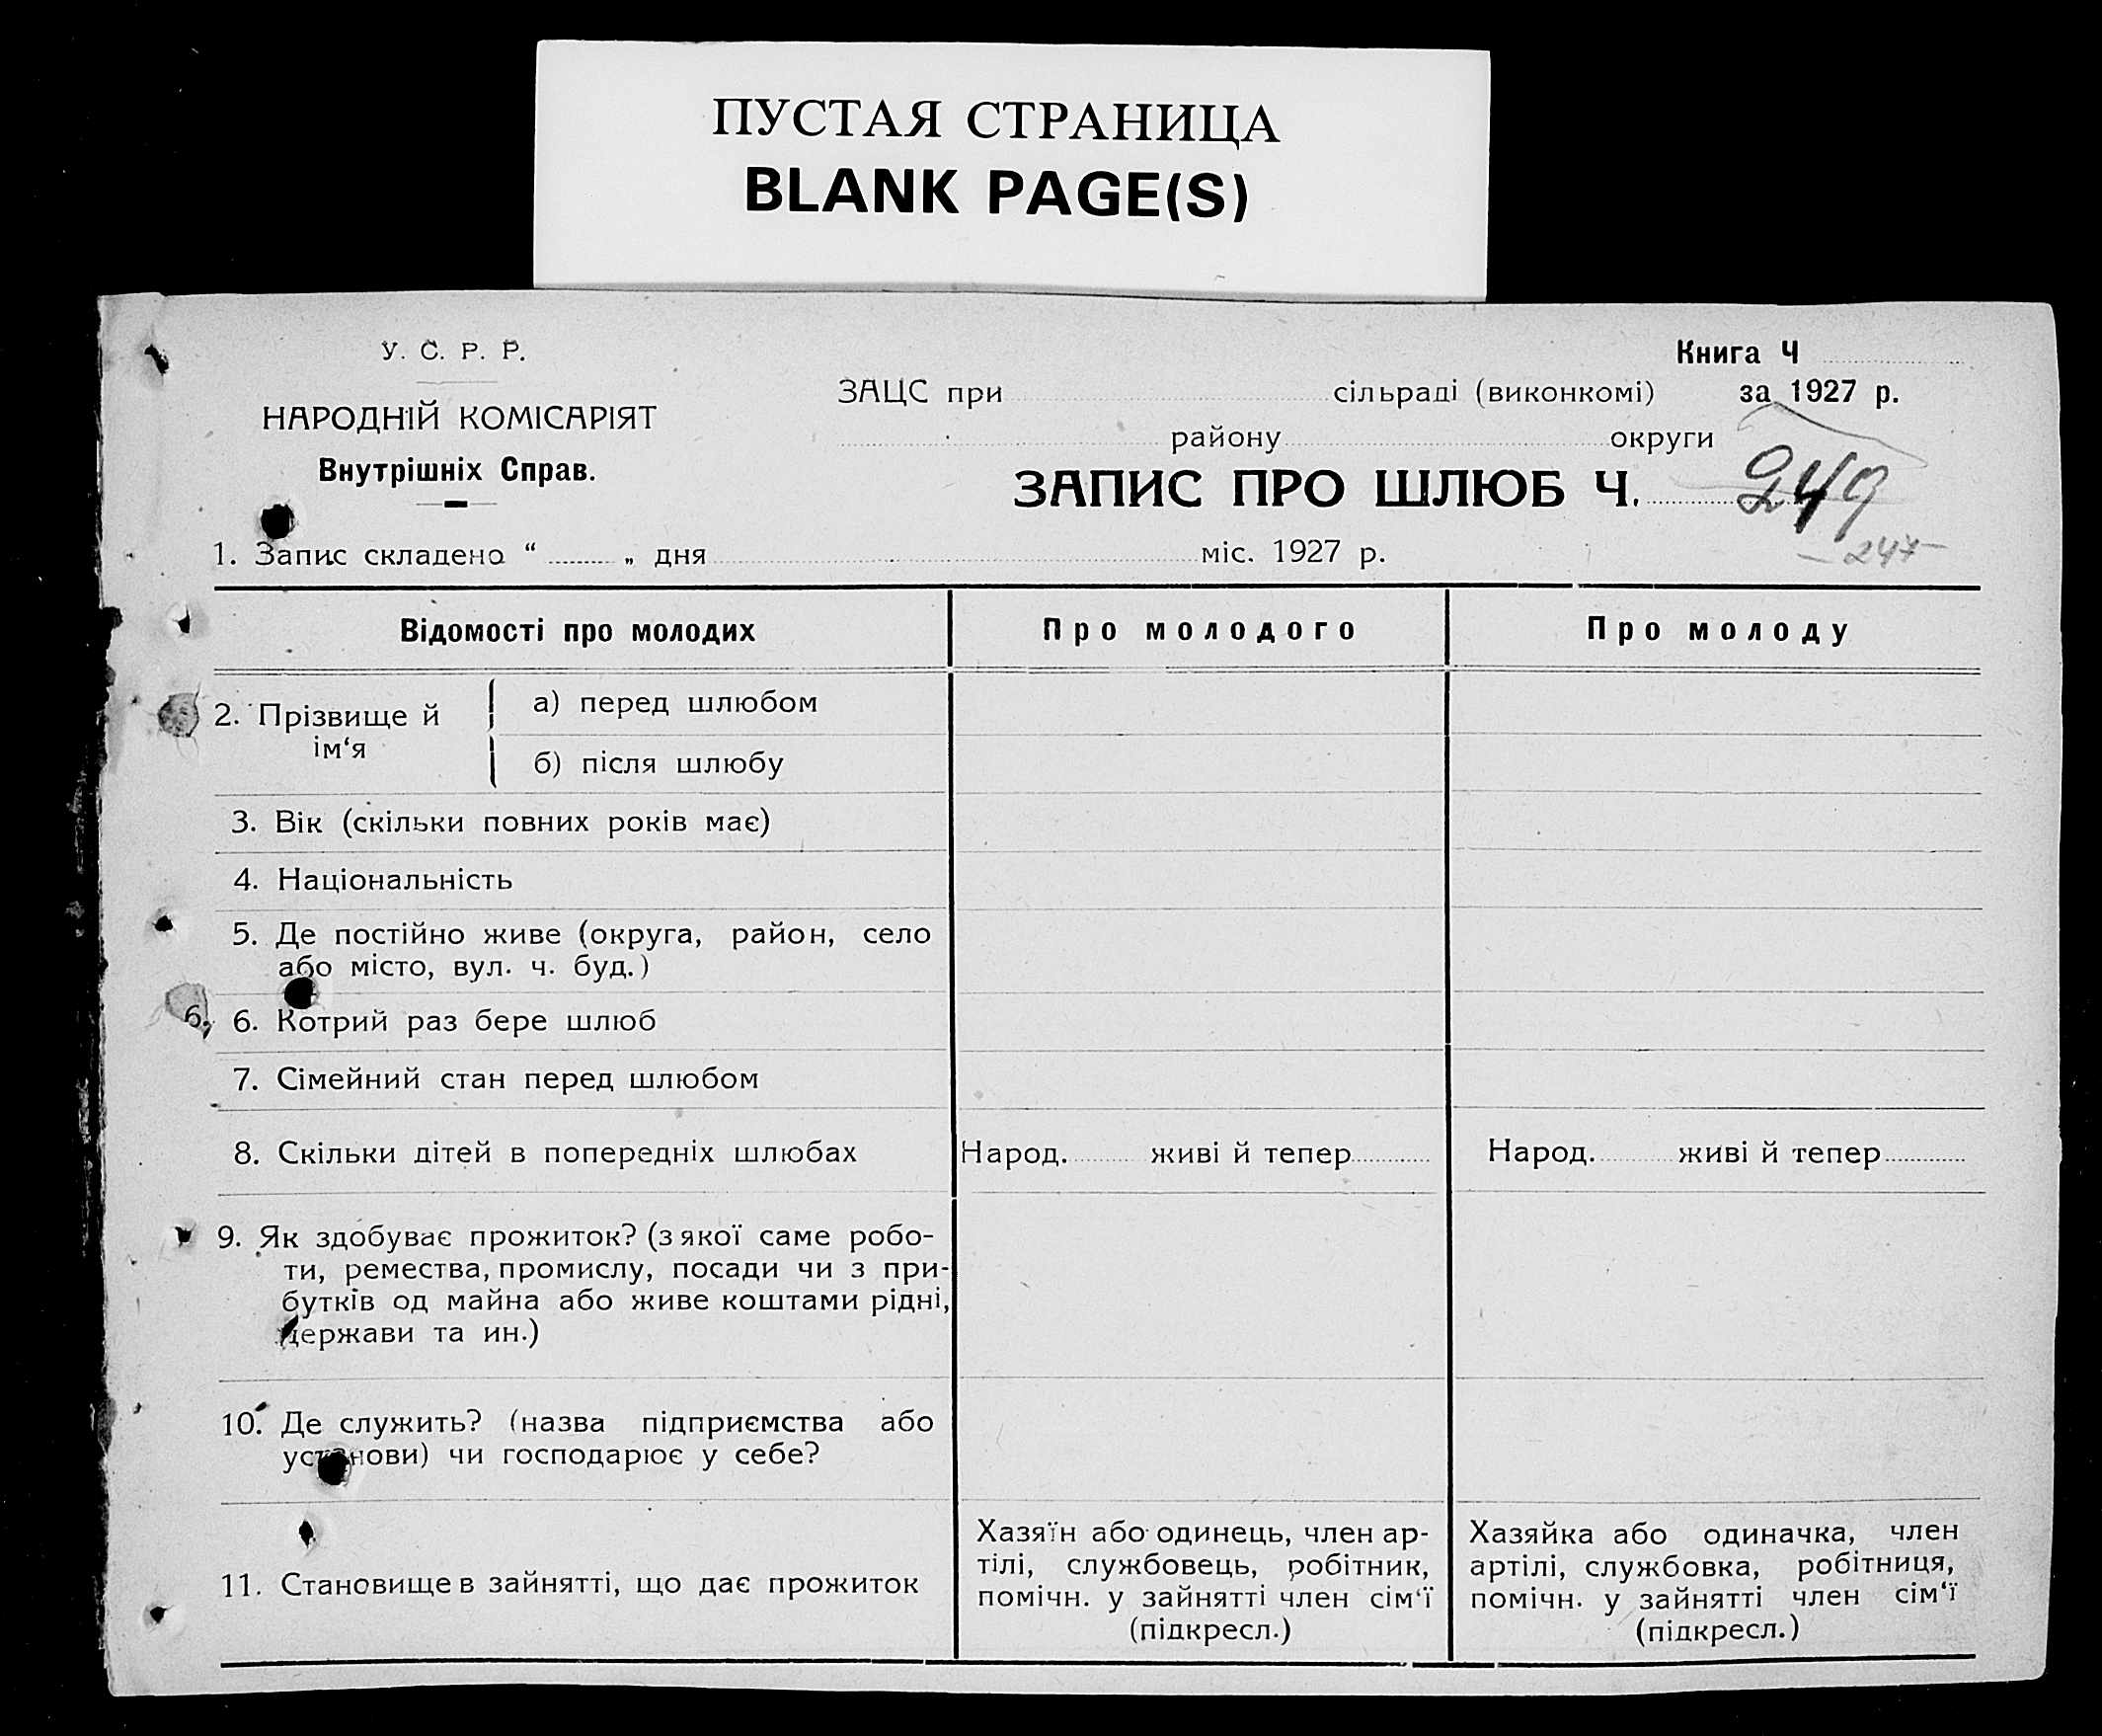 ПУСТАЯ СТРАНИЦА
BLANK PAGE(S)
У. С. Р. Р.
НАРОДНІЙ КОМІСАРІЯТ
Внутрішніх Справ.
Книга Ч
ЗАЦС при сільраді (виконкомі) за 1927 р.
району округи
ЗАПИС ПРО ШЛЮБ Ч. 249
247
1. Запис складено “ „ дня міс. 1927 р.
Відомості про молодих Про молодого Про молоду
2. Прізвище й ім‘я
а) перед шлюбом
б) після шлюбу
3. Вік (скільки повних років має)
4. Національність
5. Де постійно живе (округа, район, село
або місто, вул. ч. буд.)
6, 6. Котрий раз бере шлюб
7. Сімейний стан перед шлюбом
8. Скільки дітей в попередніх шлюбах Народ. живі й тепер Народ. живі й тепер
9. Як здобуває прожиток? (з якої саме робо-
ти, ремества, промислу, посади чи з при-
бутків од майна або живе коштами рідні,
держави та ин.)
10. Де служить? (назва підприємства або
установи) чи господарює у себе?
11. Становище в зайнятті, що дає прожиток
Хазяїн або одинець, член ар-
тілі, службовець, робітник,
помічн. у зайнятті член сім‘ї
(підкресл.)
Хазяйка або одиначка, член
артілі, службовка, робітниця,
помічн. у зайнятті член сім‘ї
(підкресл.)